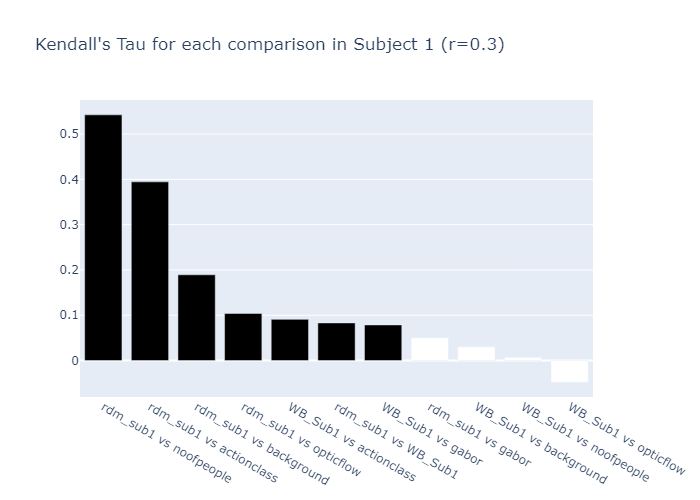 Kendall's Tau for each comparison in Subject 1 (r=0.3)
0.5
0.4
0.3
0.2
0.1
0
rdm_sub1 vs noofpeople
rdm_sub1 vs actionclass
rdm_sub1 vs background
rdm_sub1 vs opticflow
WB_Sub1 vs actionclass
rdm_sub1 vs WB_Sub1
WB_Sub1 vs gabor
rdm_sub1 vs gabor
WB_Sub1 vs background
WB_Sub1 vs noofpeople
WB_Sub1 vs opticflow